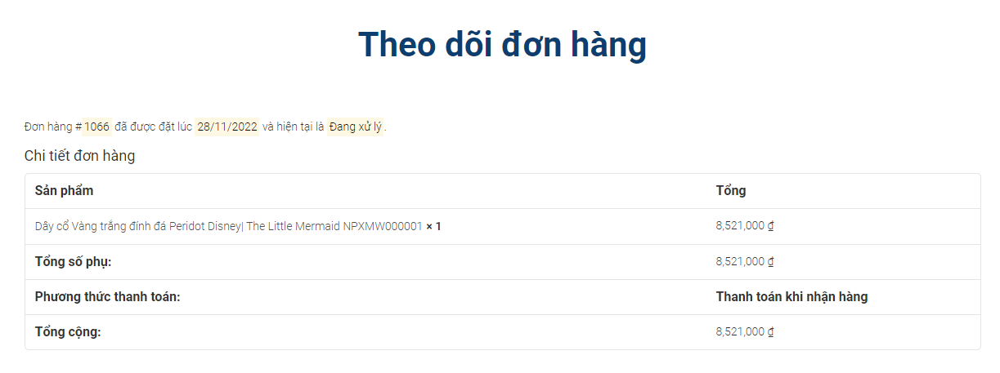 Theo dõi đơn hàng
Đơn hàng #1066 đã được đặt lúc 28/11/2022 và hiện tại là Đang xử lý.
Chi tiết đơn hàng
Sản phẩm Tổng
Dây cổ Vàng trắng đính đá Peridot Disney| The Little Mermaid NPXMW000001 × 1 8,521,000 ₫
Tổng số phụ: 8,521,000 ₫
Phương thức thanh toán: Thanh toán khi nhận hàng
Tổng cộng: 8,521,000 ₫